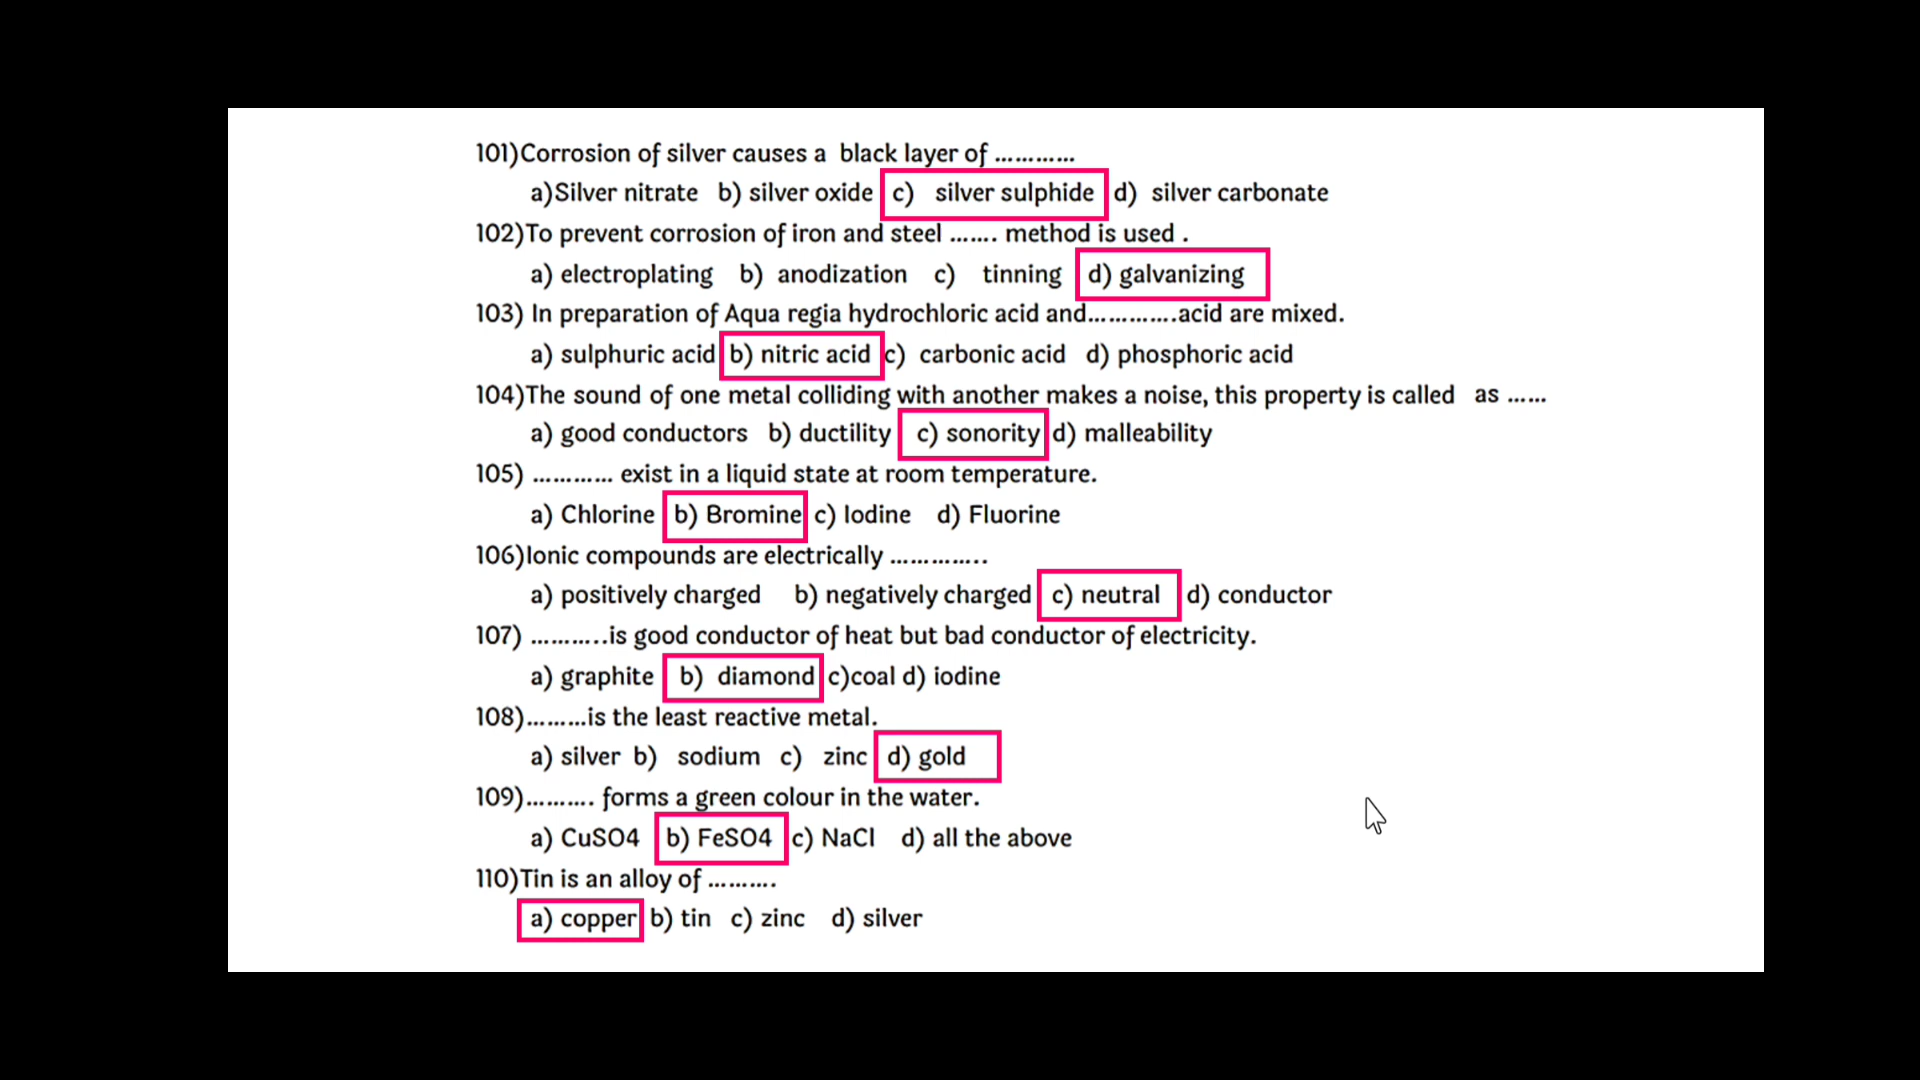 101)Corrosion of silver causes a black layer of …………
a)Silver nitrate b) silver oxide c) silver sulphide d) silver carbonate
102)To prevent corrosion of iron and steel ……. method is used .
a) electroplating b) anodization c) tinning d) galvanizing
103) In preparation of Aqua regia hydrochloric acid and………….acid are mixed.
a) sulphuric acid b) nitric acid c) carbonic acid d) phosphoric acid
104)The sound of one metal colliding with another makes a noise, this property is called as ……
a) good conductors b) ductility c) sonority d) malleability
105) ………… exist in a liquid state at room temperature.
a) Chlorine b) Bromine c) Iodine d) Fluorine
106)Ionic compounds are electrically …………..
a) positively charged b) negatively charged c) neutral d) conductor
107) ………..is good conductor of heat but bad conductor of electricity.
a) graphite b) diamond c)coal d) iodine
108)………is the least reactive metal.
a) silver b) sodium c) zinc d) gold
109)………. forms a green colour in the water.
a) CuSO4 b) FeSO4 c) NaCl d) all the above
110)Tin is an alloy of ……….
a) copper b) tin c) zinc d) silver